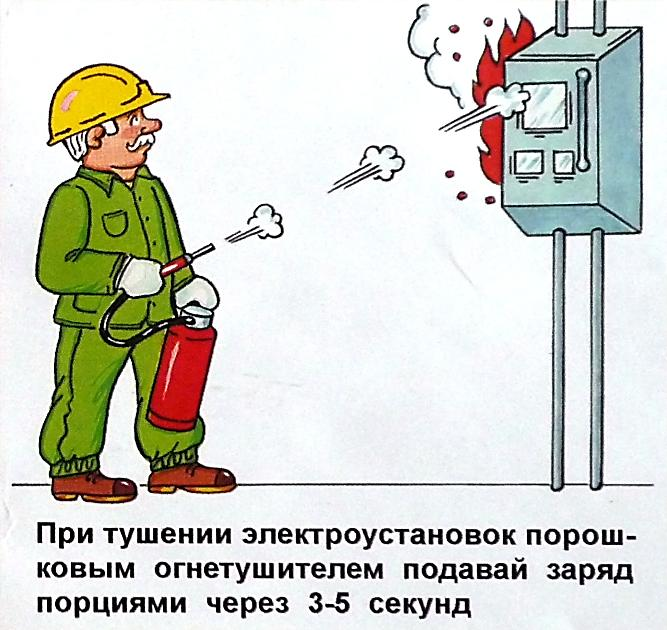 При тушении электроустановок порош-
ковым огнетушителем подавай заряд
порциями через 3-5 секунд